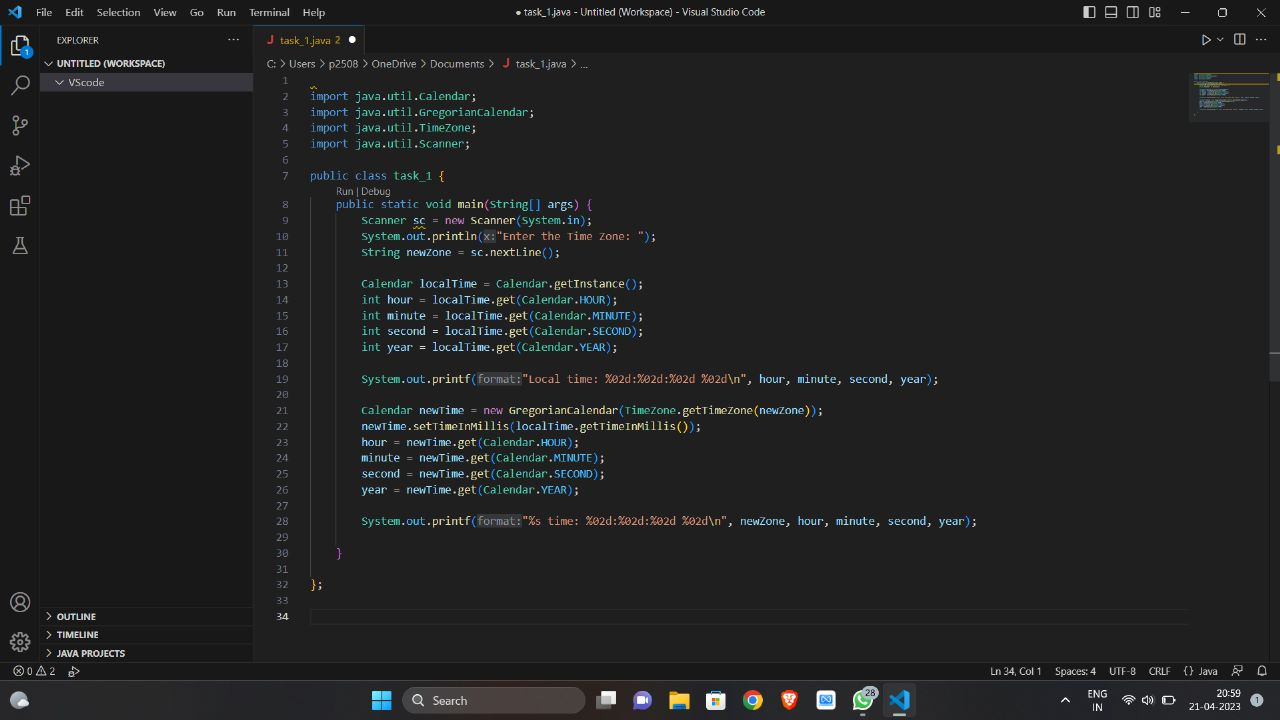 File Edit Selection View Go Run Terminal Help
● task_1.java - Untitled (Workspace) - Visual Studio Code
EXPLORER
UNTITLED (WORKSPACE)
VScode
task_1.java 2
C: > Users > p2508 > OneDrive > Documents > J task_1.java > ...
1
2 import java.util.Calendar;
3 import java.util.GregorianCalendar;
4 import java.util.TimeZone;
5 import java.util.Scanner;
6
7 public class task_1 {
Run | Debug
8 public static void main(String[] args) {
9 Scanner sc = new Scanner(System.in);
10 System.out.println(x:"Enter the Time Zone: ");
11 String newZone = sc.nextLine();
12
13 Calendar localTime = Calendar.getInstance();
14 int hour = localTime.get(Calendar.HOUR);
15 int minute = localTime.get(Calendar.MINUTE);
16 int second = localTime.get(Calendar.SECOND);
17 int year = localTime.get(Calendar.YEAR);
18
19 System.out.printf(format:"Local time: %02d:%02d:%02d %02d\n", hour, minute, second, year);
20
21 Calendar newTime = new GregorianCalendar(TimeZone.getTimeZone(newZone));
22 newTime.setTimeInMillis(localTime.getTimeInMillis());
23 hour = newTime.get(Calendar.HOUR);
24 minute = newTime.get(Calendar.MINUTE);
25 second = newTime.get(Calendar.SECOND);
26 year = newTime.get(Calendar.YEAR);
27
28 System.out.printf(format:"%s time: %02d:%02d:%02d %02d\n", newZone, hour, minute, second, year);
29
30 }
31
32 };
33
34
OUTLINE
TIMELINE
JAVA PROJECTS
0 2
Ln 34, Col 1 Spaces: 4 UTF-8 CRLF {} Java
Search
28
ENG
IN
20:59
21-04-2023
1